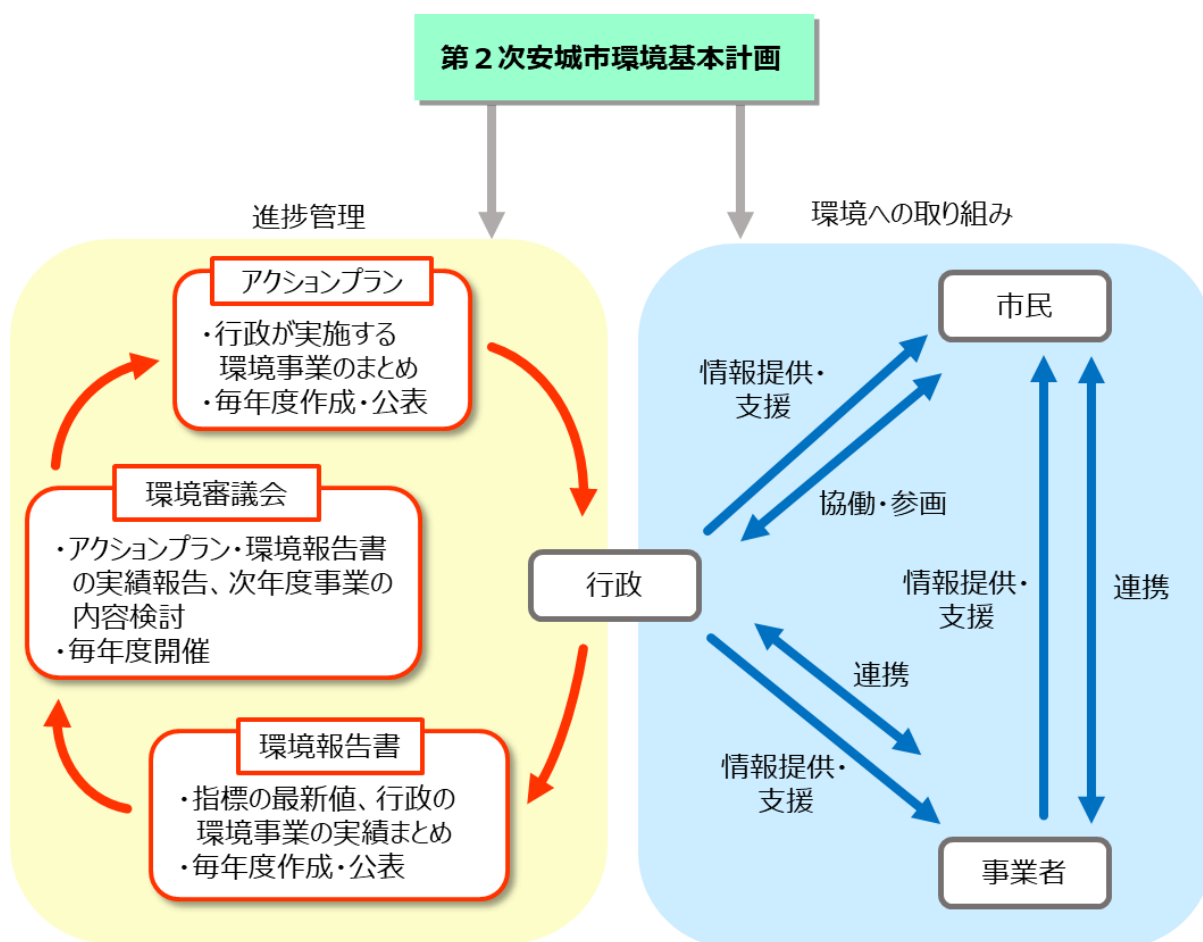 第２次安城市環境基本計画
進捗管理
アクションプラン
・行政が実施する
環境事業のまとめ
・毎年度作成・公表
環境審議会
・アクションプラン・環境報告書
の実績報告、次年度事業の
内容検討
・毎年度開催
環境報告書
・指標の最新値、行政の
環境事業の実績まとめ
・毎年度作成・公表
行政
環境への取り組み
市民
情報提供・
支援
協働・参画
情報提供・
支援
連携
連携
情報提供・
支援
事業者